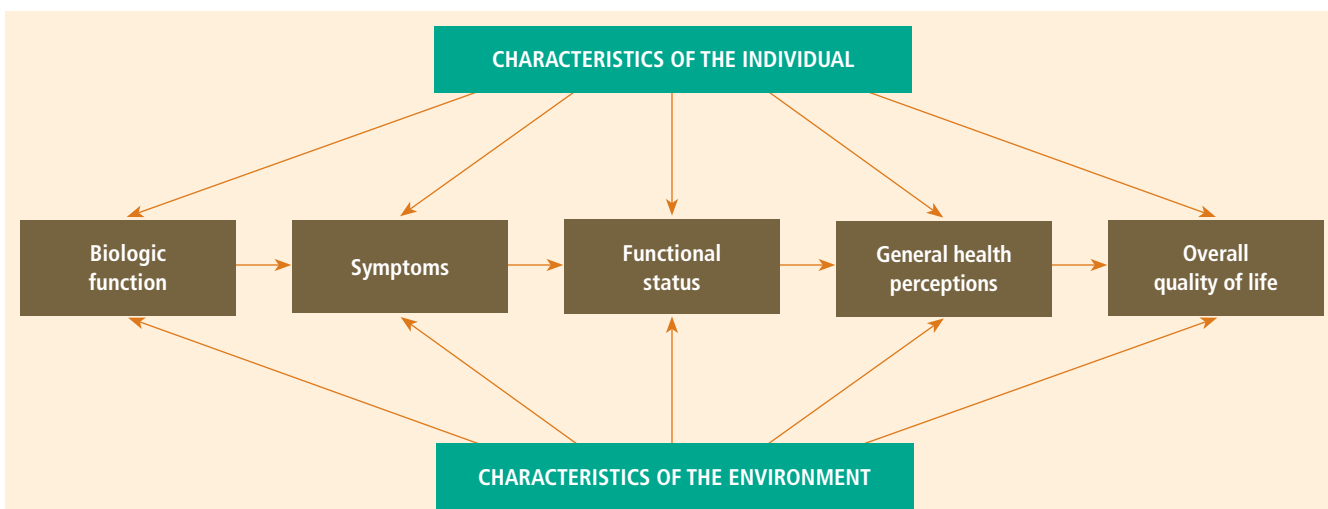 CHARACTERISTICS OF THE INDIVIDUAL
Biologic
function
Symptoms
Functional
status
General health
perceptions
Overall
quality of life
CHARACTERISTICS OF THE ENVIRONMENT